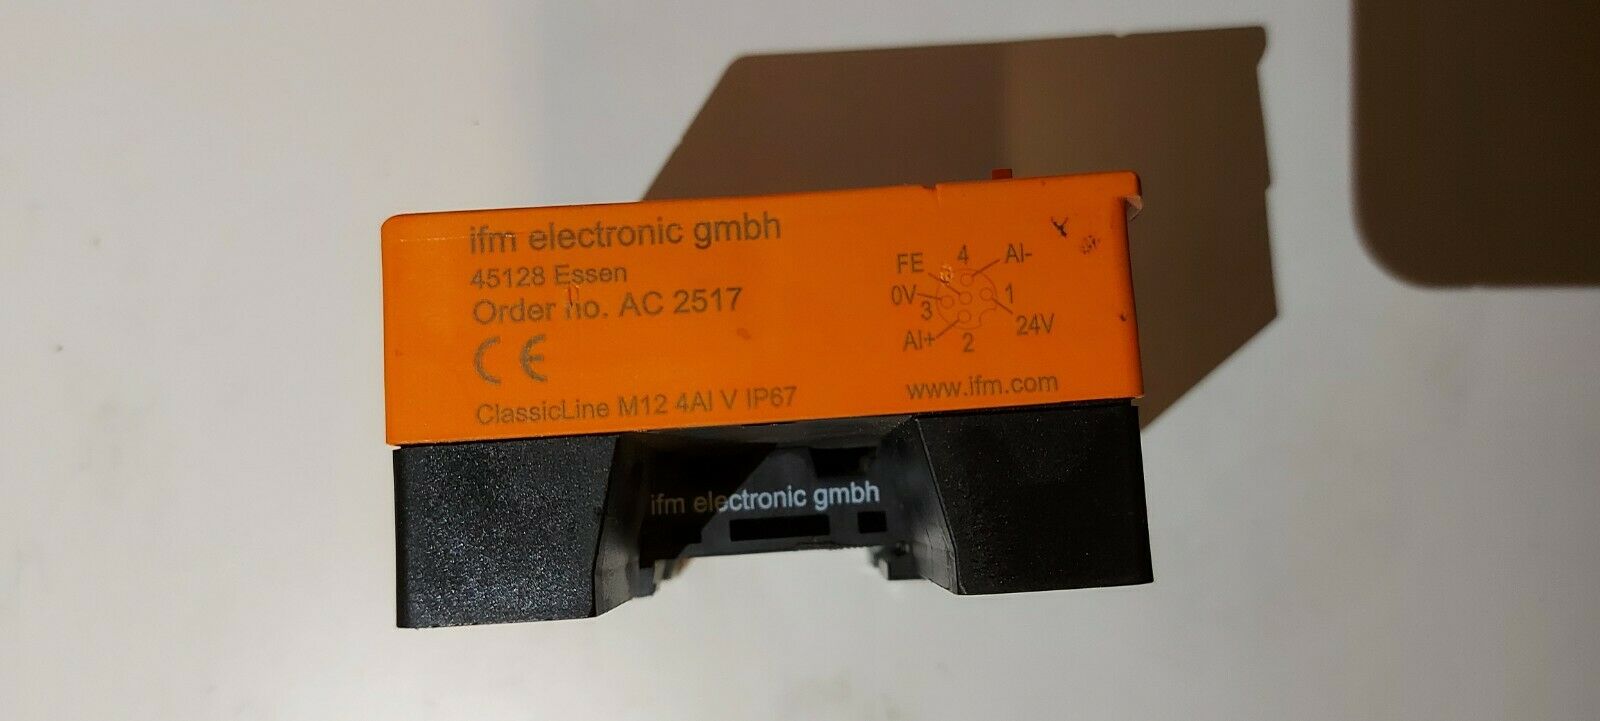 ifm electronic gmbh
45128 Essen
Order no. AC 2517
CE
ClassicLine M12 4AI V IP67
FE 4 AI-
0V 3 1
AI+ 2 24V
www.ifm.com
ifm electronic gmbh